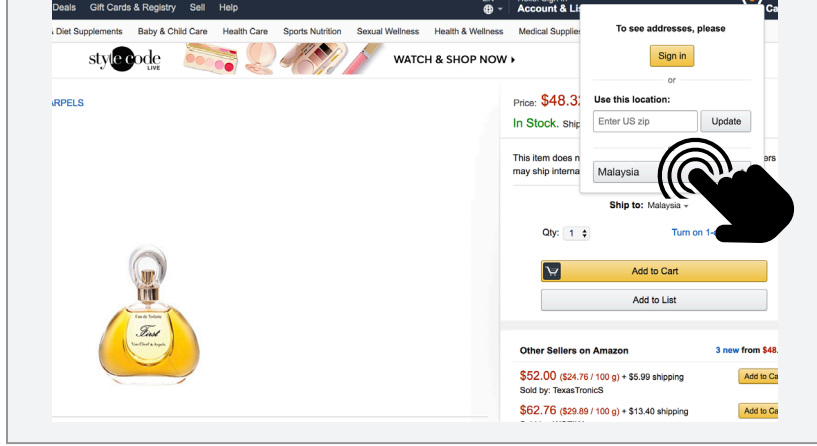 Deals Gift Cards & Registry Sell Help
Account & Lis
Diet Supplements Baby & Child Care Health Care Sports Nutrition Sexual Wellness Health & Wellness Medical Supplies
style code
LIVE
WATCH & SHOP NOW
To see addresses, please
Sign in
or
Use this location:
Enter US zip
Update
Malaysia
ARPELS
Price: $48.3
In Stock. Ship
This item does n
may ship interna
ers
Ship to: Malaysia
Qty: 1
Turn on 1-
Add to Cart
Add to List
Eau de Toilette
First
Van Cleef & Arpels
Other Sellers on Amazon
3 new from $48.
$52.00 ($24.76 / 100 g) + $5.99 shipping
Add to Ca
Sold by: TexasTronicS
$62.76 ($29.89 / 100 g) + $13.40 shipping
Add to Ca